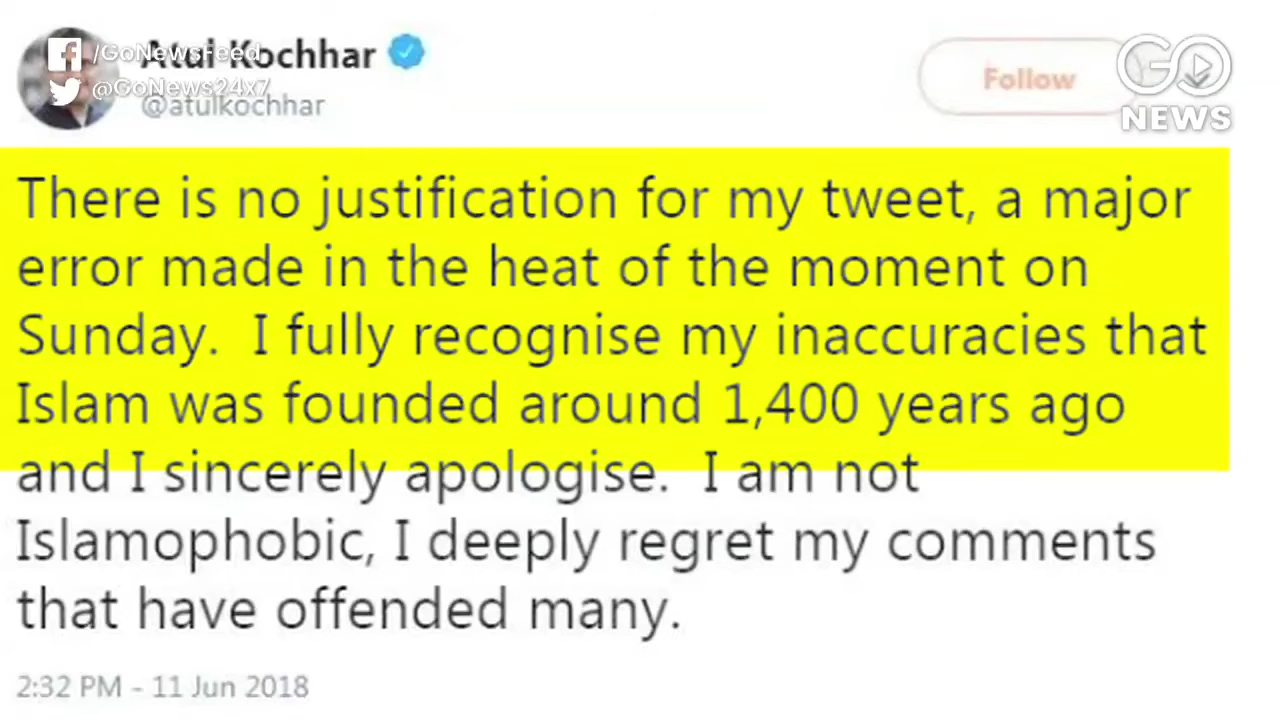 /GoNewsFeed
Atul Kochhar
@GoNews24x7
@atulkochhar
Follow
GO
NEWS
There is no justification for my tweet, a major
error made in the heat of the moment on
Sunday. I fully recognise my inaccuracies that
Islam was founded around 1,400 years ago
and I sincerely apologise. I am not
Islamophobic, I deeply regret my comments
that have offended many.
2:32 PM - 11 Jun 2018